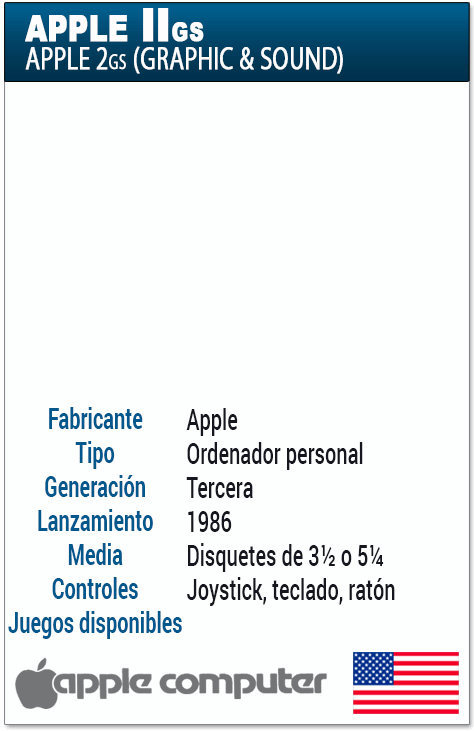 APPLE IIGS
APPLE 2GS (GRAPHIC & SOUND)
Fabricante Apple
Tipo Ordenador personal
Generación Tercera
Lanzamiento 1986
Media Disquetes de 3½ o 5¼
Controles Joystick, teclado, ratón
Juegos disponibles
apple computer